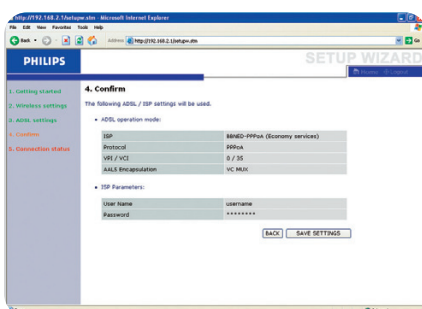 http://192.168.2.1/setupw.stm - Microsoft Internet Explorer
File Edit View Favorites Tools Help
Back
Address http://192.168.2.1/setupw.stm Go
PHILIPS
SETUP WIZARD
Home Logout
1. Getting started
2. Wireless settings
3. ADSL settings
4. Confirm
5. Connection status
4. Confirm
The following ADSL / ISP settings will be used.
• ADSL operation mode:
ISP BBNED-PPPoA (Economy services)
Protocol PPPoA
VPI / VCI 0 / 35
AAL5 Encapsulation VC MUX
• ISP Parameters:
User Name username
Password ********
BACK SAVE SETTINGS